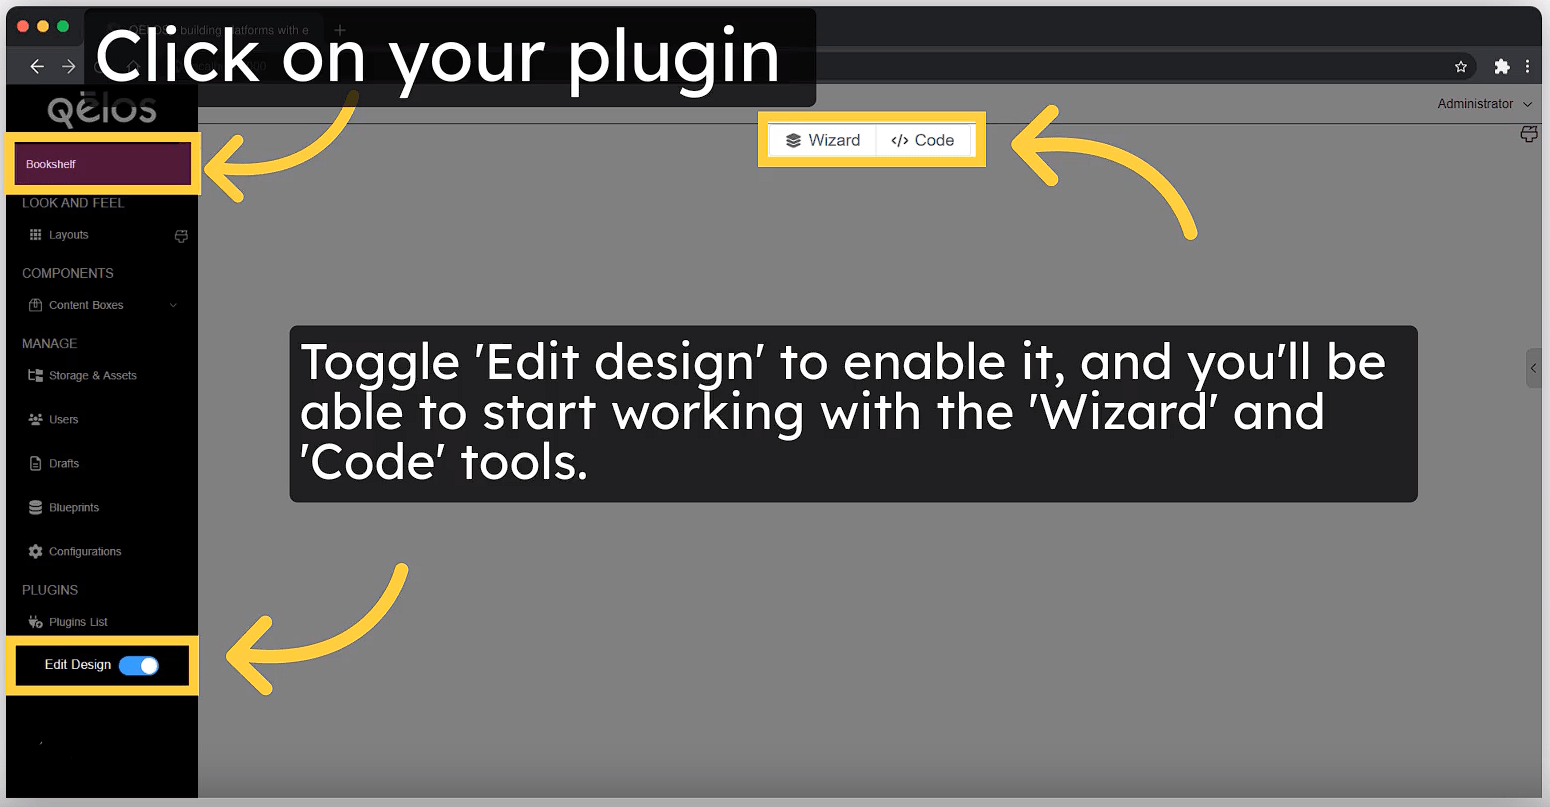 QELOS building platforms with e
Click on your plugin
Qēlos
Administrator
Bookshelf
Wizard
</> Code
LOOK AND FEEL
Layouts
COMPONENTS
Content Boxes
MANAGE
Storage & Assets
Users
Drafts
Blueprints
Configurations
PLUGINS
Plugins List
Edit Design
Toggle 'Edit design' to enable it, and you'll be
able to start working with the 'Wizard' and
'Code' tools.